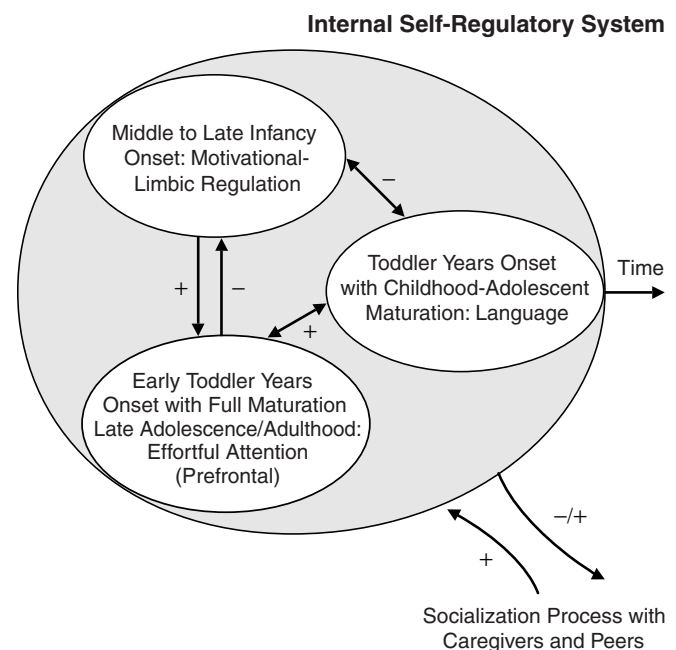 Internal Self-Regulatory System
Middle to Late Infancy
Onset: Motivational-
Limbic Regulation
−
Toddler Years Onset
with Childhood-Adolescent
Maturation: Language
Time
+
−
+
Early Toddler Years
Onset with Full Maturation
Late Adolescence/Adulthood:
Effortful Attention
(Prefrontal)
−/+
+
Socialization Process with
Caregivers and Peers